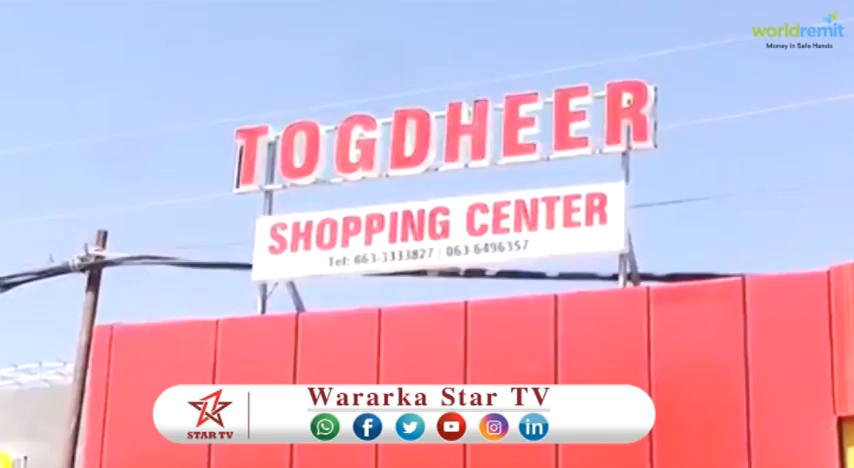 worldremit
Money in Safe Hands
TOGDHEER
SHOPPING CENTER
Tel: 063-3333827 | 063-6496357
Wararka Star TV
STAR TV